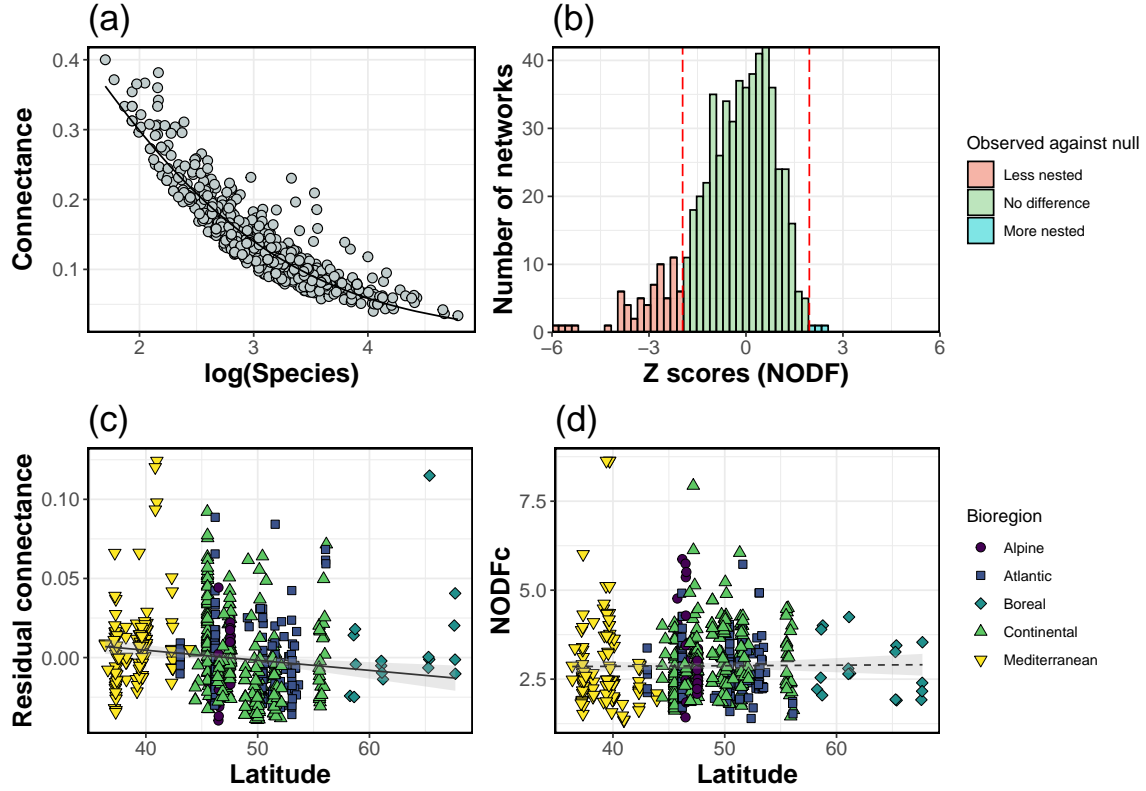 (a)
Connectance
0.4
0.3
0.2
0.1
2
3
4
log(Species)
(b)
Number of networks
40
30
20
10
0
−6
−3
0
3
6
Z scores (NODF)
Observed against null
Less nested
No difference
More nested
(c)
Residual connectance
0.10
0.05
0.00
40
50
60
Latitude
(d)
NODFc
7.5
5.0
2.5
40
50
60
Latitude
Bioregion
Alpine
Atlantic
Boreal
Continental
Mediterranean